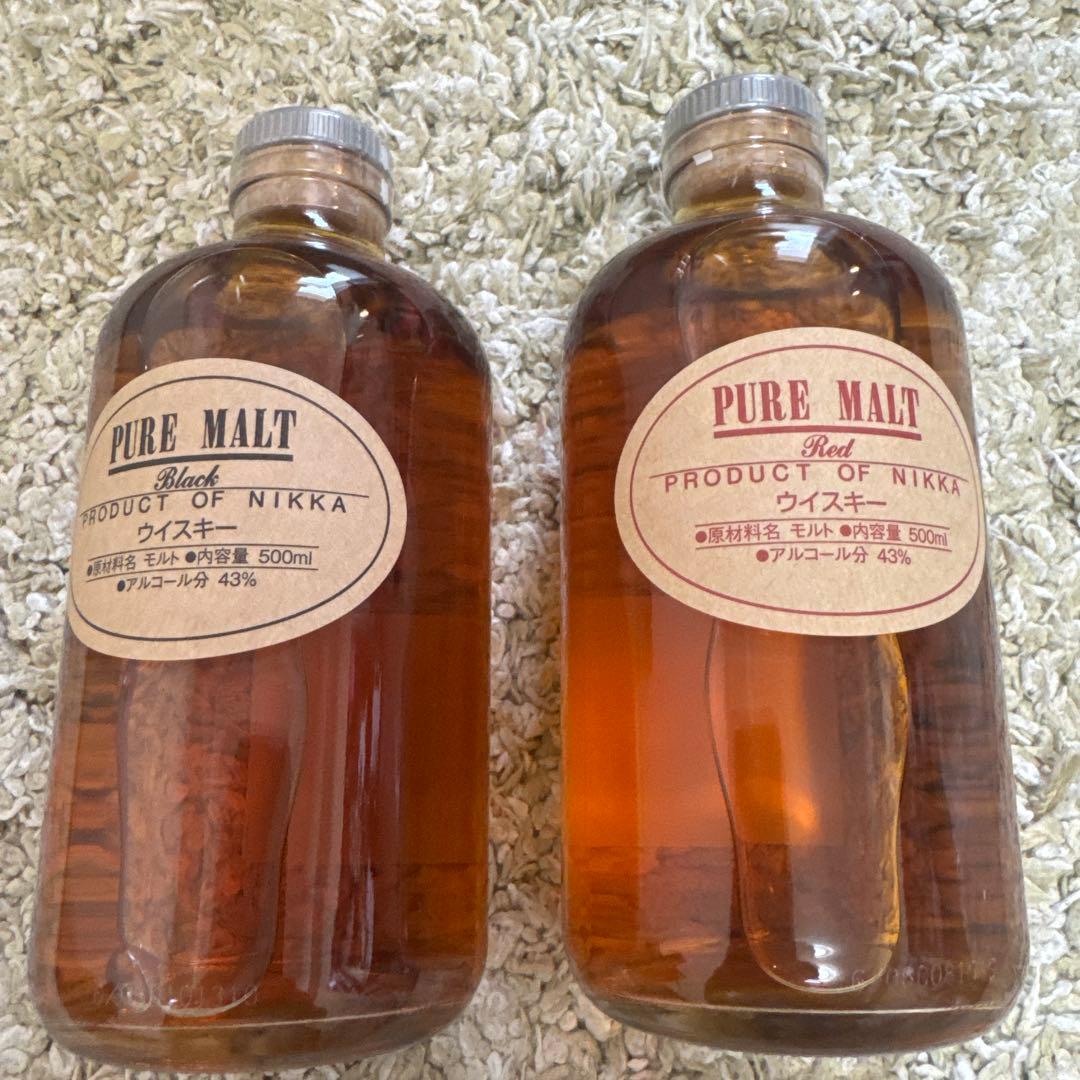 PURE MALT
Black
PRODUCT OF NIKKA
ウイスキー
●原材料名 モルト ●内容量 500ml
●アルコール分 43%
PURE MALT
Red
PRODUCT OF NIKKA
ウイスキー
●原材料名 モルト ●内容量 500ml
●アルコール分 43%